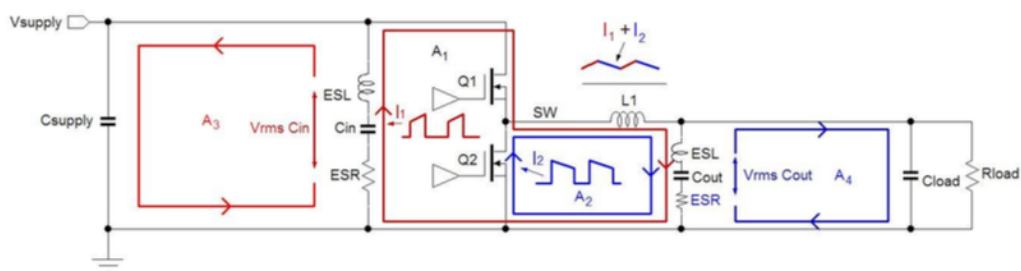 Vsupply
I1 + I2
A1
Q1
ESL
SW
L1
Csupply
A3
Vrms Cin
I1
Cin
Q2
I2
ESL
Cout
Vrms Cout
A4
Cload
Rload
ESR
A2
ESR